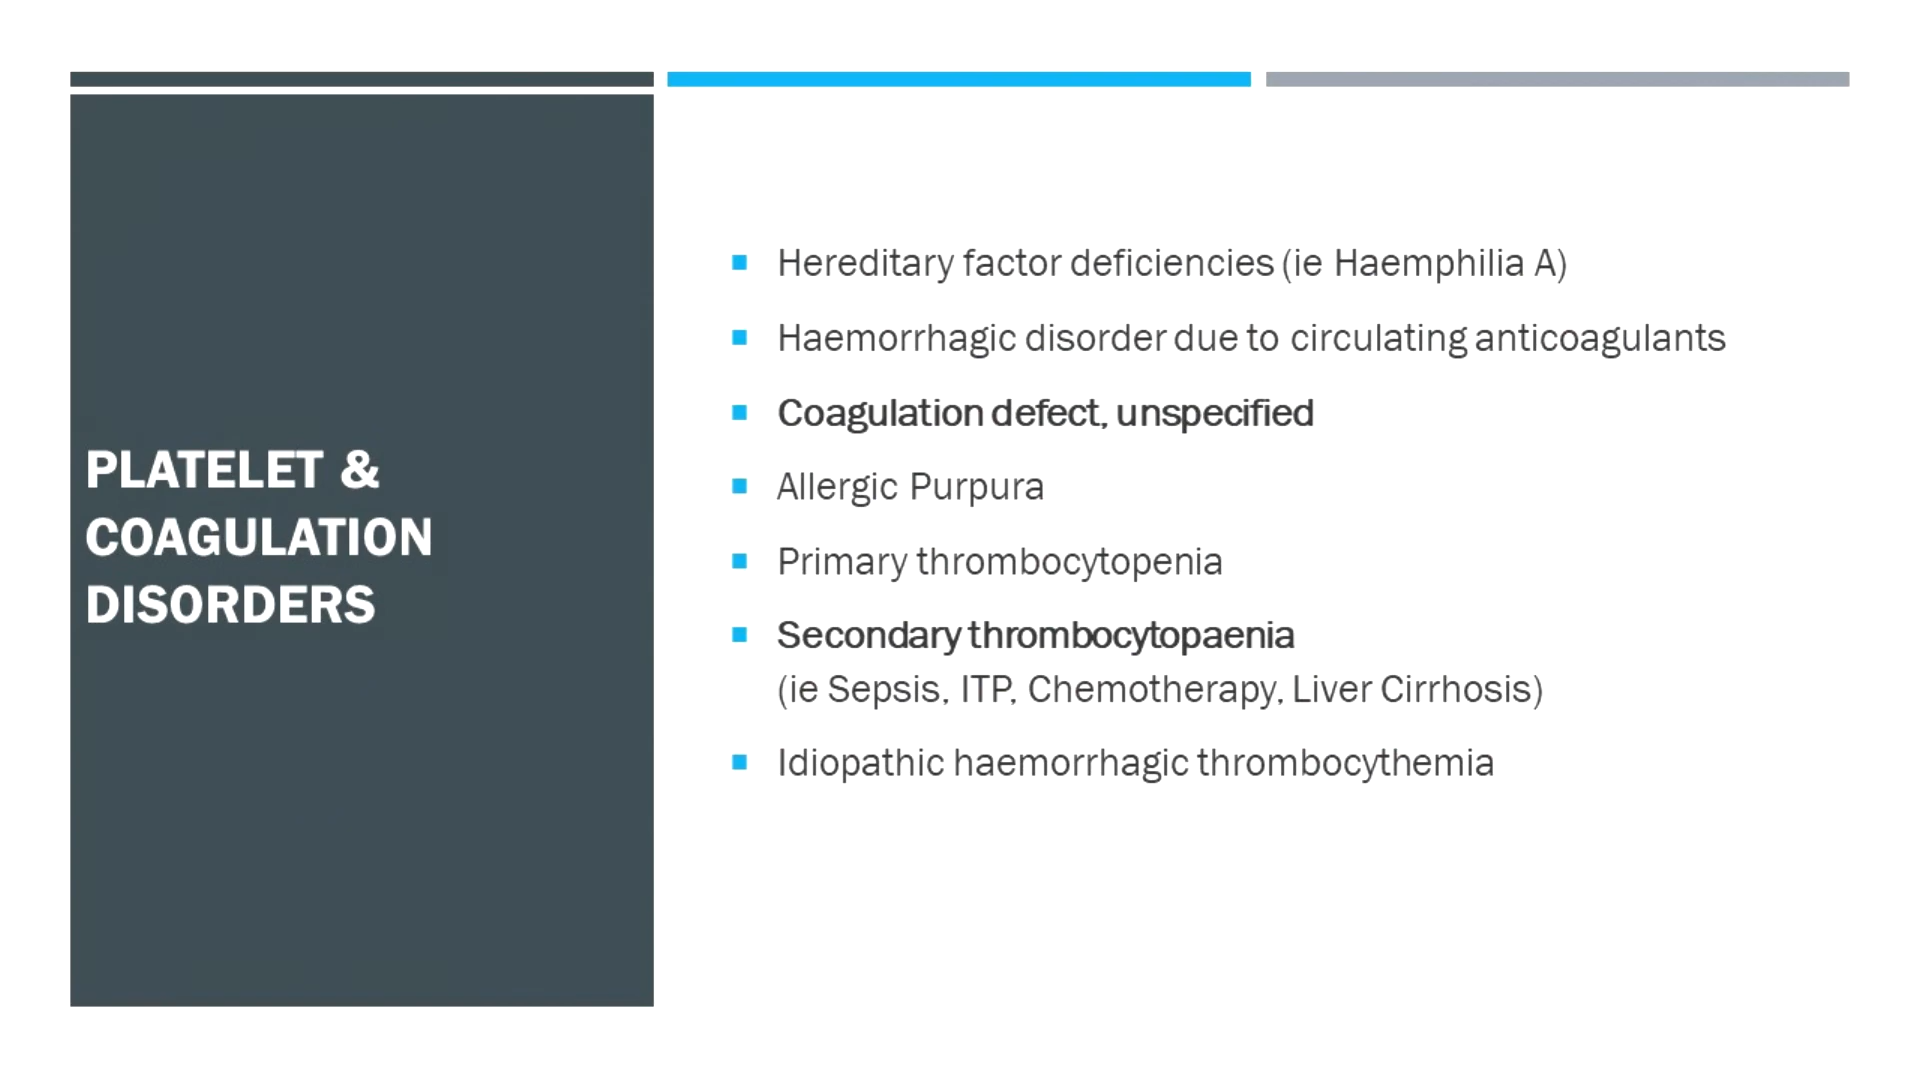 PLATELET &
COAGULATION
DISORDERS
Hereditary factor deficiencies (ie Haemphilia A)
Haemorrhagic disorder due to circulating anticoagulants
Coagulation defect, unspecified
Allergic Purpura
Primary thrombocytopenia
Secondary thrombocytopaenia
(ie Sepsis, ITP, Chemotherapy, Liver Cirrhosis)
Idiopathic haemorrhagic thrombocythemia